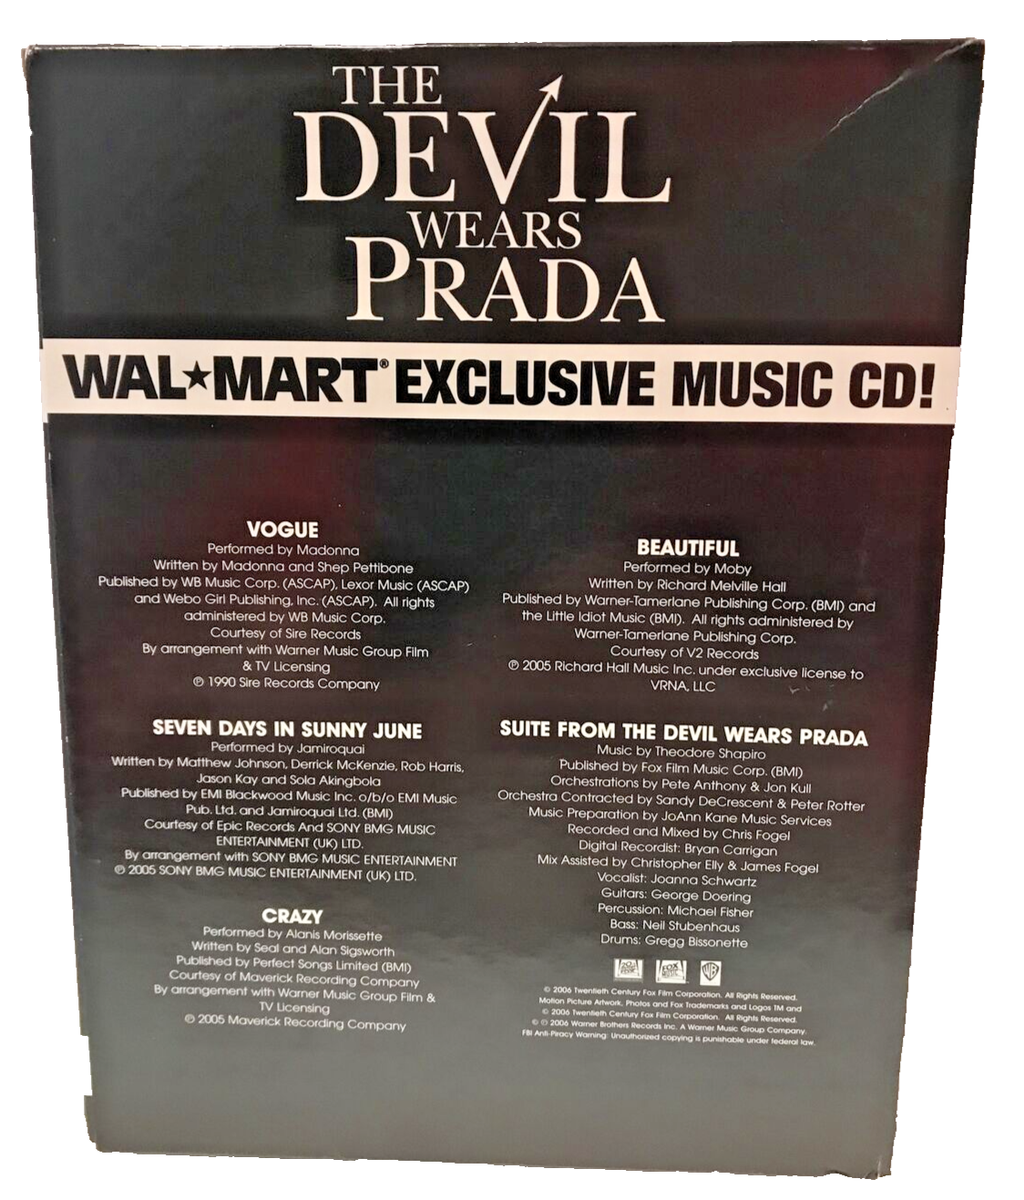 THE
DEVIL
WEARS
PRADA
WAL★MART® EXCLUSIVE MUSIC CD!
VOGUE
Performed by Madonna
Written by Madonna and Shep Pettibone
Published by WB Music Corp. (ASCAP), Lexor Music (ASCAP)
and Webo Girl Publishing, Inc. (ASCAP). All rights
administered by WB Music Corp.
Courtesy of Sire Records
By arrangement with Warner Music Group Film
& TV Licensing
℗ 1990 Sire Records Company
SEVEN DAYS IN SUNNY JUNE
Performed by Jamiroquai
Written by Matthew Johnson, Derrick McKenzie, Rob Harris,
Jason Kay and Sola Akingbola
Published by EMI Blackwood Music Inc. o/b/o EMI Music
Pub. Ltd. and Jamiroquai Ltd. (BMI)
Courtesy of Epic Records And SONY BMG MUSIC
ENTERTAINMENT (UK) LTD.
By arrangement with SONY BMG MUSIC ENTERTAINMENT
℗ 2005 SONY BMG MUSIC ENTERTAINMENT (UK) LTD.
CRAZY
Performed by Alanis Morissette
Written by Seal and Alan Sigsworth
Published by Perfect Songs Limited (BMI)
Courtesy of Maverick Recording Company
By arrangement with Warner Music Group Film &
TV Licensing
℗ 2005 Maverick Recording Company
BEAUTIFUL
Performed by Moby
Written by Richard Melville Hall
Published by Warner-Tamerlane Publishing Corp. (BMI) and
the Little Idiot Music (BMI). All rights administered by
Warner-Tamerlane Publishing Corp.
Courtesy of V2 Records
℗ 2005 Richard Hall Music Inc. under exclusive license to
VRNA, LLC
SUITE FROM THE DEVIL WEARS PRADA
Music by Theodore Shapiro
Published by Fox Film Music Corp. (BMI)
Orchestrations by Pete Anthony & Jon Kull
Orchestra Contracted by Sandy DeCrescent & Peter Rotter
Music Preparation by JoAnn Kane Music Services
Recorded and Mixed by Chris Fogel
Digital Recordist: Bryan Carrigan
Mix Assisted by Christopher Elly & James Fogel
Vocalist: Joanna Schwartz
Guitars: George Doering
Percussion: Michael Fisher
Bass: Neil Stubenhaus
Drums: Gregg Bissonette
FOX
WB
© 2006 Twentieth Century Fox Film Corporation. All Rights Reserved.
Motion Picture Artwork, Photos and Fox Trademarks and Logos TM and
© 2006 Twentieth Century Fox Film Corporation. All Rights Reserved.
© ℗ 2006 Warner Brothers Records Inc. A Warner Music Group Company.
FBI Anti-Piracy Warning: Unauthorized copying is punishable under federal law.